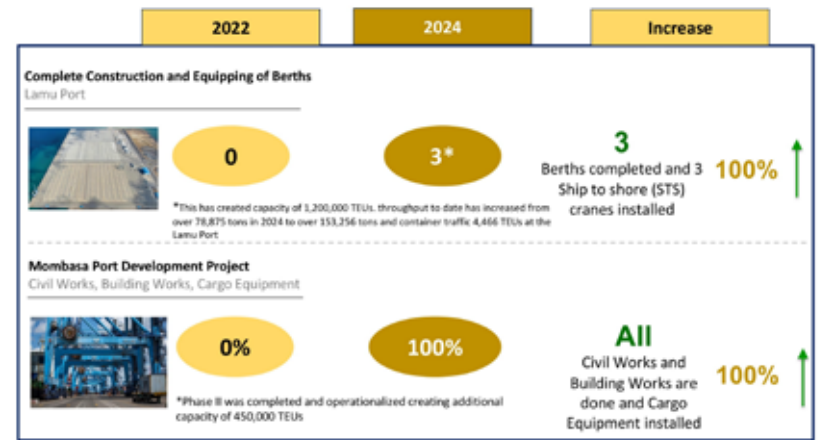 2022 2024 Increase
Complete Construction and Equipping of Berths
Lamu Port
0 3* 3
Berths completed and 3
Ship to shore (STS)
cranes installed
100%
*This has created capacity of 1,200,000 TEUs. throughput to date has increased from
over 78,875 tons in 2024 to over 153,256 tons and container traffic 4,466 TEUs at the
Lamu Port
Mombasa Port Development Project
Civil Works, Building Works, Cargo Equipment
0% 100% All
Civil Works and
Building Works are
done and Cargo
Equipment installed
100%
*Phase II was completed and operationalized creating additional
capacity of 450,000 TEUs